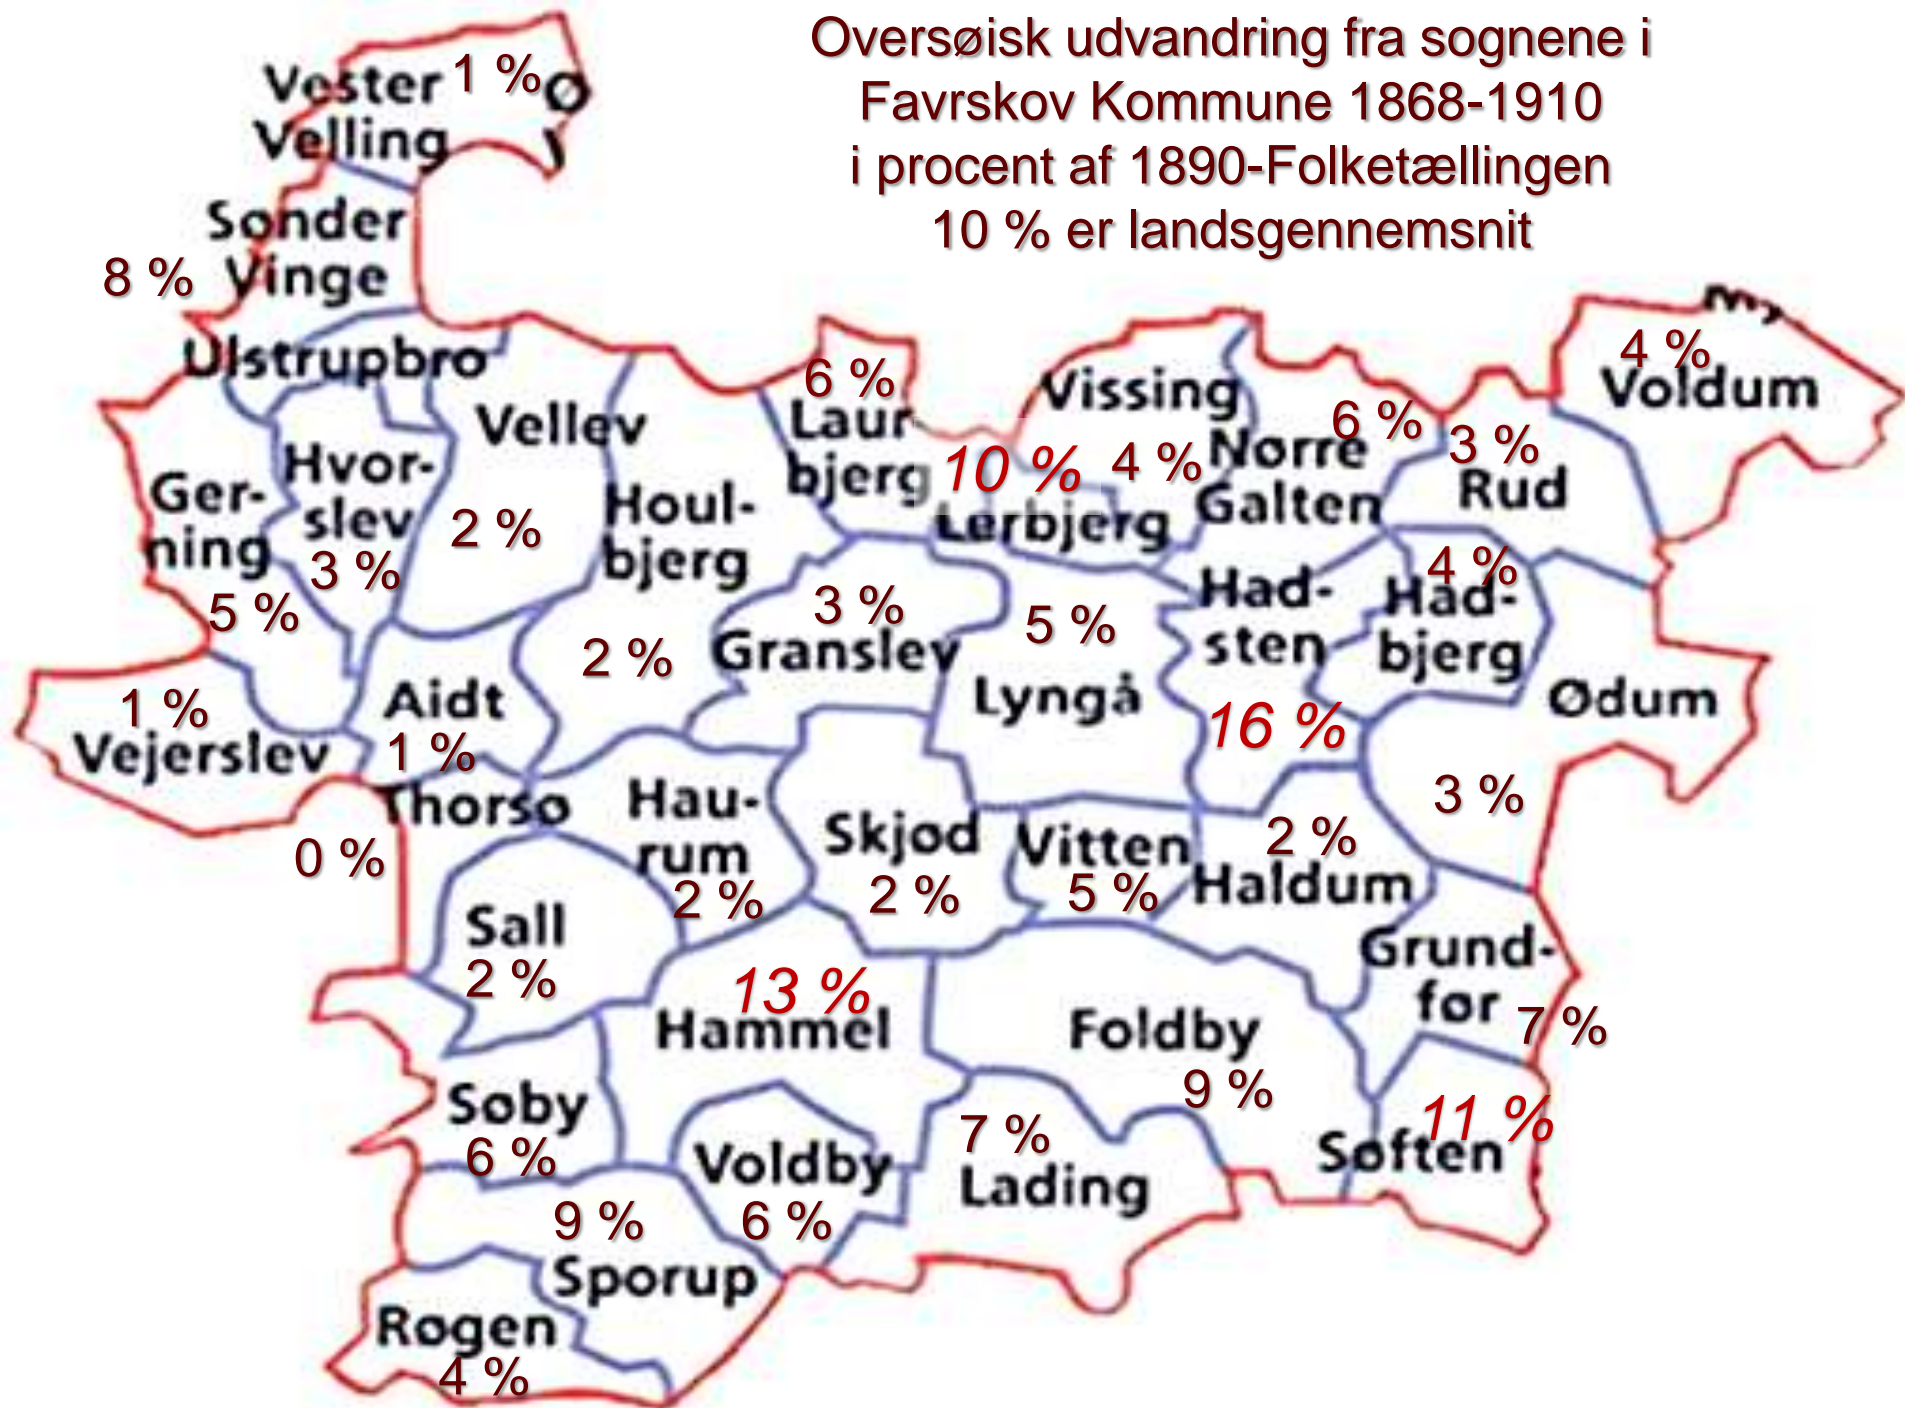 Oversøisk udvandring fra sognene i
Favrskov Kommune 1868-1910
i procent af 1890-Folketællingen
10 % er landsgennemsnit
Vester
Velling
1 %
Ø
Sønder
Vinge
8 %
Ulstrupbro
Vellev
2 %
Hvor-
slev
3 %
Ger-
ning
5 %
Houl-
bjerg
2 %
6 %
Laur
bjerg
10 %
Lerbjerg
Vissing
4 %
6 %
Nørre
Galten
3 %
Rud
4 %
Voldum
3 %
Granslev
5 %
Lyngå
Had-
sten
16 %
4 %
Had-
bjerg
Ødum
3 %
1 %
Vejerslev
Aidt
1 %
Thorsø
0 %
Hau-
rum
2 %
Skjød
2 %
Vitten
5 %
2 %
Haldum
Sall
2 %
13 %
Hammel
Foldby
9 %
Grund-
før
7 %
11 %
Søften
Søby
6 %
Voldby
6 %
7 %
Lading
9 %
Sporup
Røgen
4 %